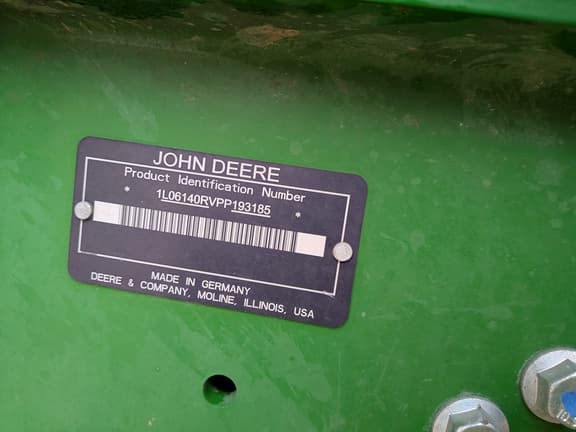 JOHN DEERE
Product Identification Number
* 1L06140RVPP193185 *
MADE IN GERMANY
DEERE & COMPANY, MOLINE, ILLINOIS, USA